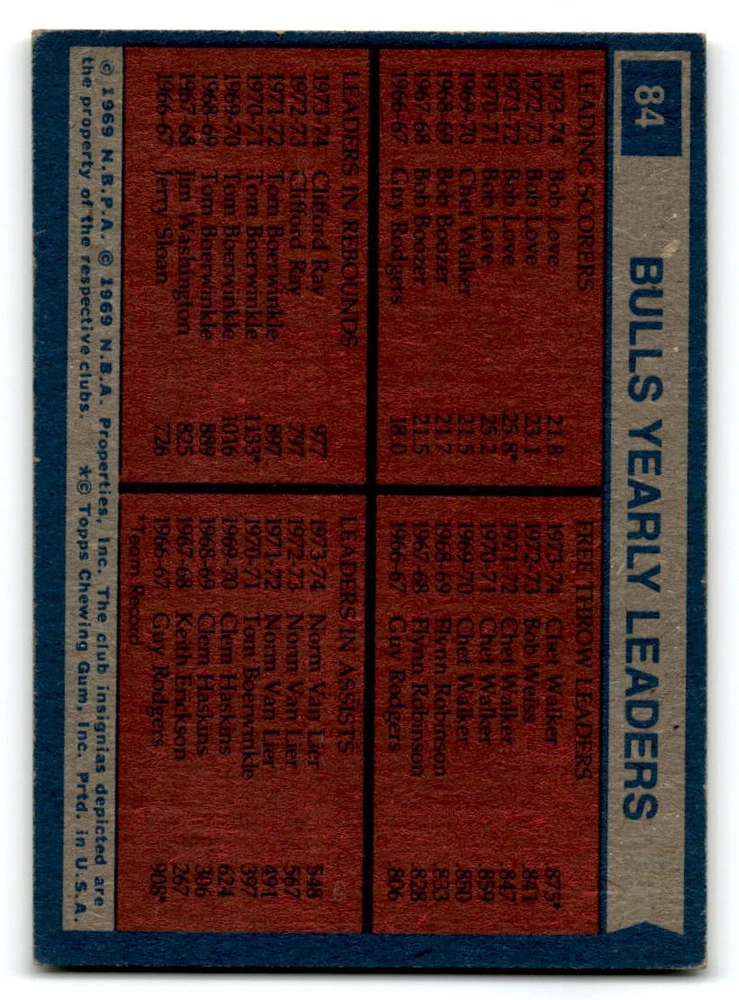 84
BULLS YEARLY LEADERS
LEADING SCORERS
1973-74 Bob Love 21.8
1972-73 Bob Love 23.1
1971-72 Bob Love 25.8*
1970-71 Bob Love 25.2
1969-70 Chet Walker 21.5
1968-69 Bob Boozer 21.7
1967-68 Bob Boozer 21.5
1966-67 Guy Rodgers 18.0
FREE THROW LEADERS
1973-74 Chet Walker .875*
1972-73 Bob Weiss .841
1971-72 Chet Walker .847
1970-71 Chet Walker .859
1969-70 Chet Walker .850
1968-69 Flynn Robinson .833
1967-68 Flynn Robinson .828
1966-67 Guy Rodgers .806
LEADERS IN REBOUNDS
1973-74 Clifford Ray 977
1972-73 Clifford Ray 797
1971-72 Tom Boerwinkle 897
1970-71 Tom Boerwinkle 1133*
1969-70 Tom Boerwinkle 1016
1968-69 Tom Boerwinkle 889
1967-68 Jim Washington 825
1966-67 Jerry Sloan 726
LEADERS IN ASSISTS
1973-74 Norm Van Lier 548
1972-73 Norm Van Lier 567
1971-72 Norm Van Lier 491
1970-71 Tom Boerwinkle 397
1969-70 Clem Haskins 624
1968-69 Clem Haskins 306
1967-68 Keith Erickson 267
1966-67 Guy Rodgers 908*
*Team Record
© 1969 N.B.P.A. © 1969 N.B.A. Properties, Inc. The club insignias depicted are
the property of the respective clubs. *© Topps Chewing Gum, Inc. Prtd. in U.S.A.